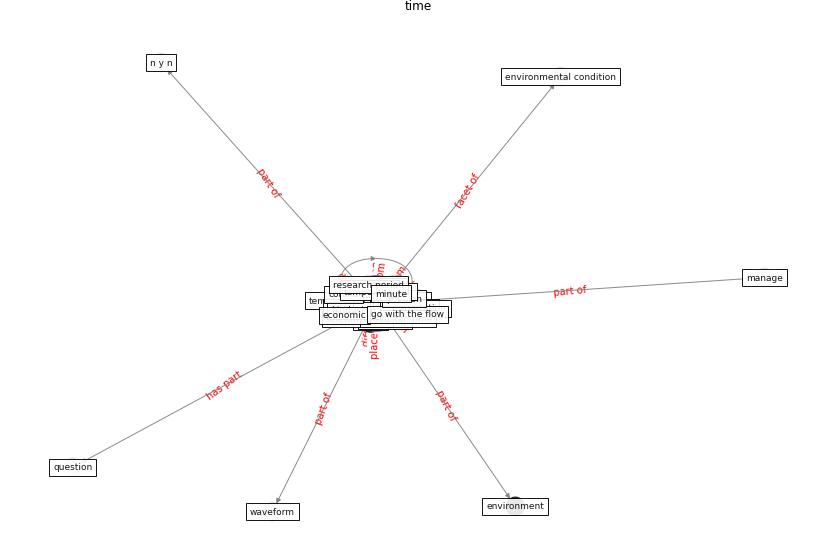 time
n y n
environmental condition
part of
facet of
manage
part of
research period
minute
economic
go with the flow
place
has part
part of
part of
question
waveform
environment